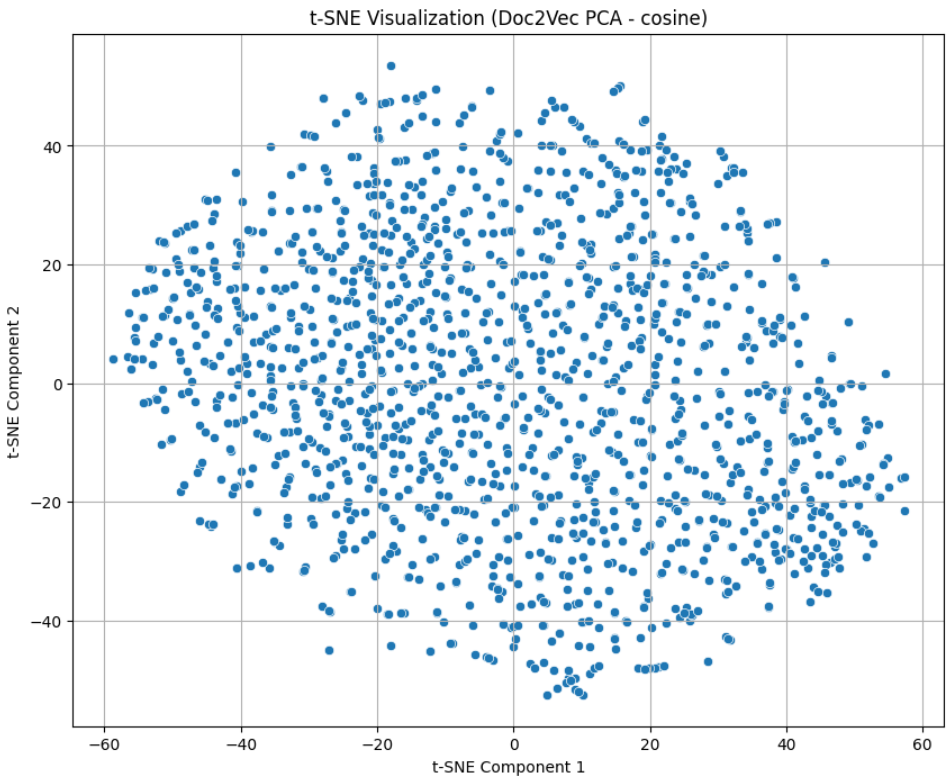 t-SNE Visualization (Doc2Vec PCA - cosine)
40
20
0
−20
−40
t-SNE Component 2
−60 −40 −20 0 20 40 60
t-SNE Component 1